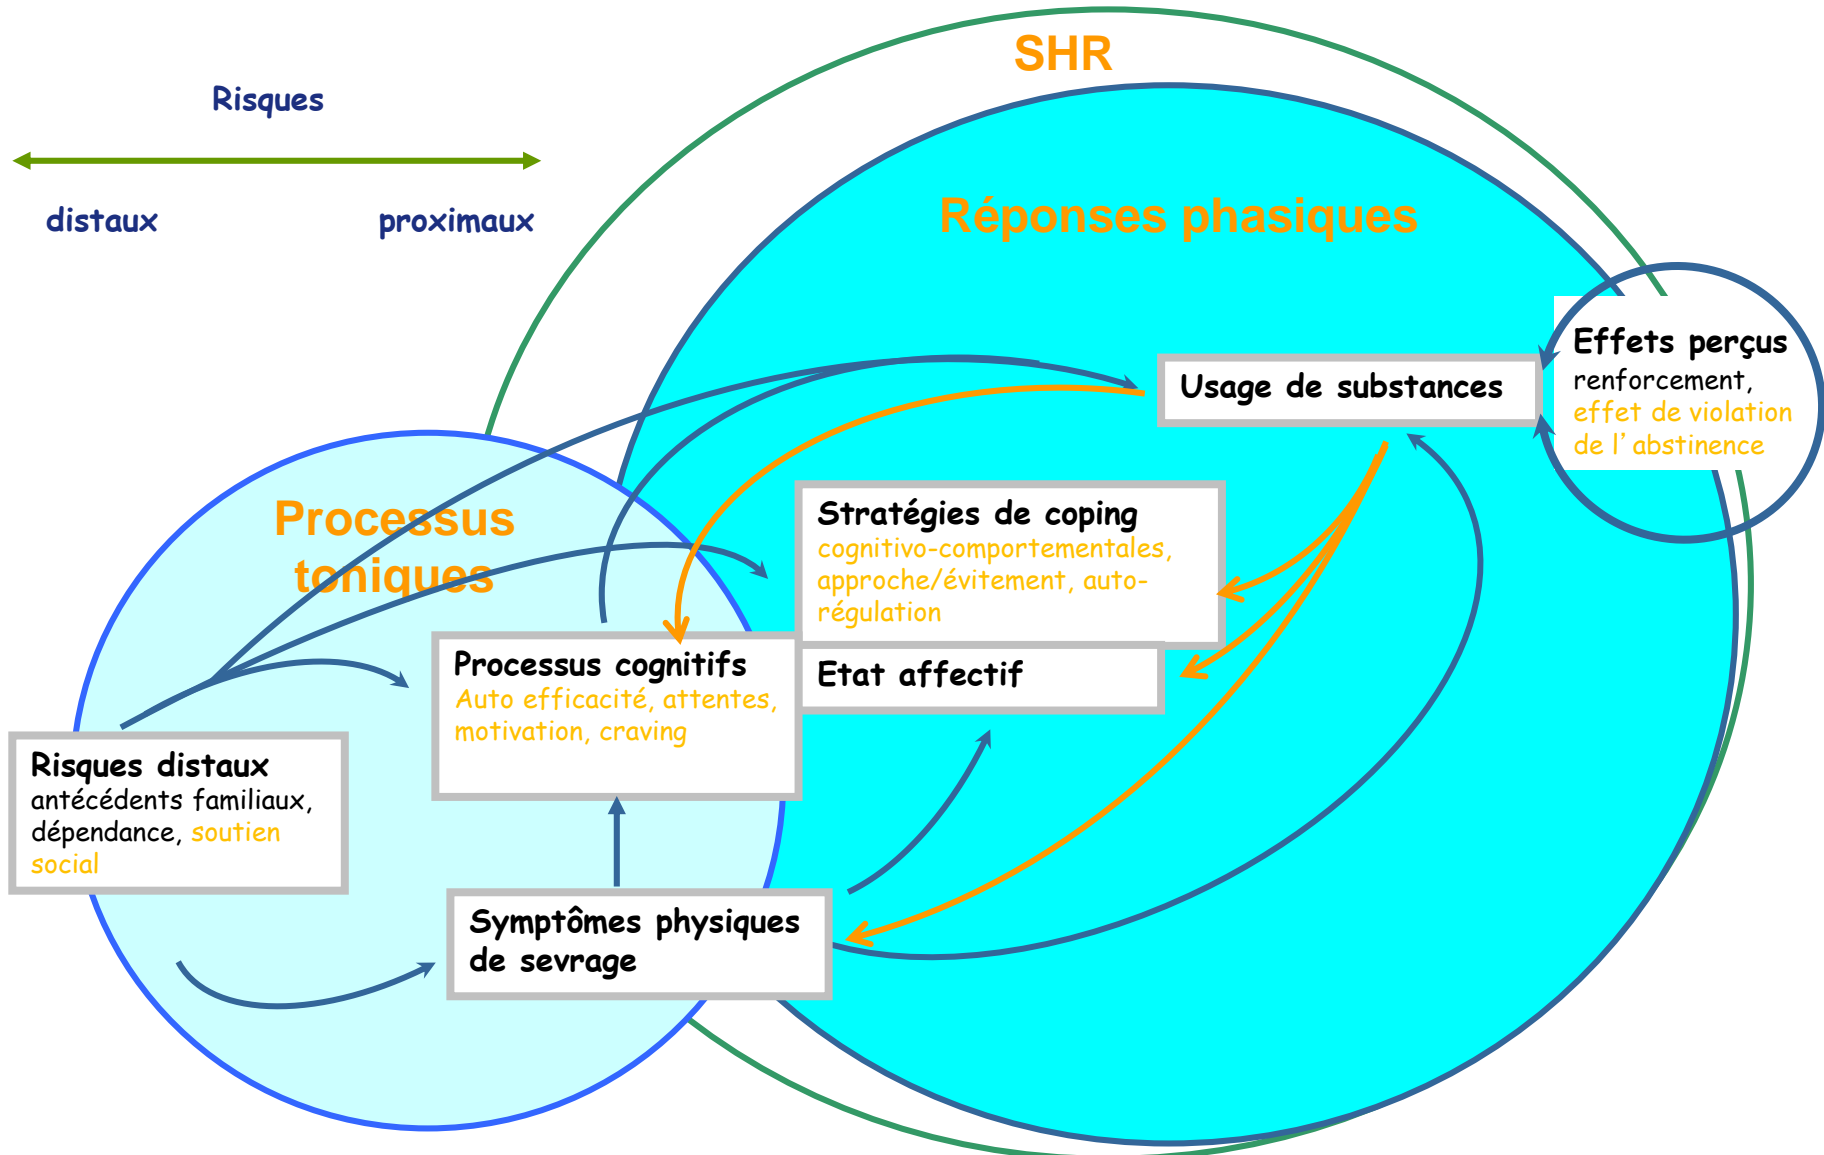 SHR
Risques
distaux
proximaux
Réponses phasiques
Effets perçus
renforcement,
effet de violation
de l’ abstinence
Usage de substances
Processus
toniques
Stratégies de coping
cognitivo-comportementales,
approche/évitement, auto-
régulation
Processus cognitifs
Auto efficacité, attentes,
motivation, craving
Etat affectif
Risques distaux
antécédents familiaux,
dépendance, soutien
social
Symptômes physiques
de sevrage